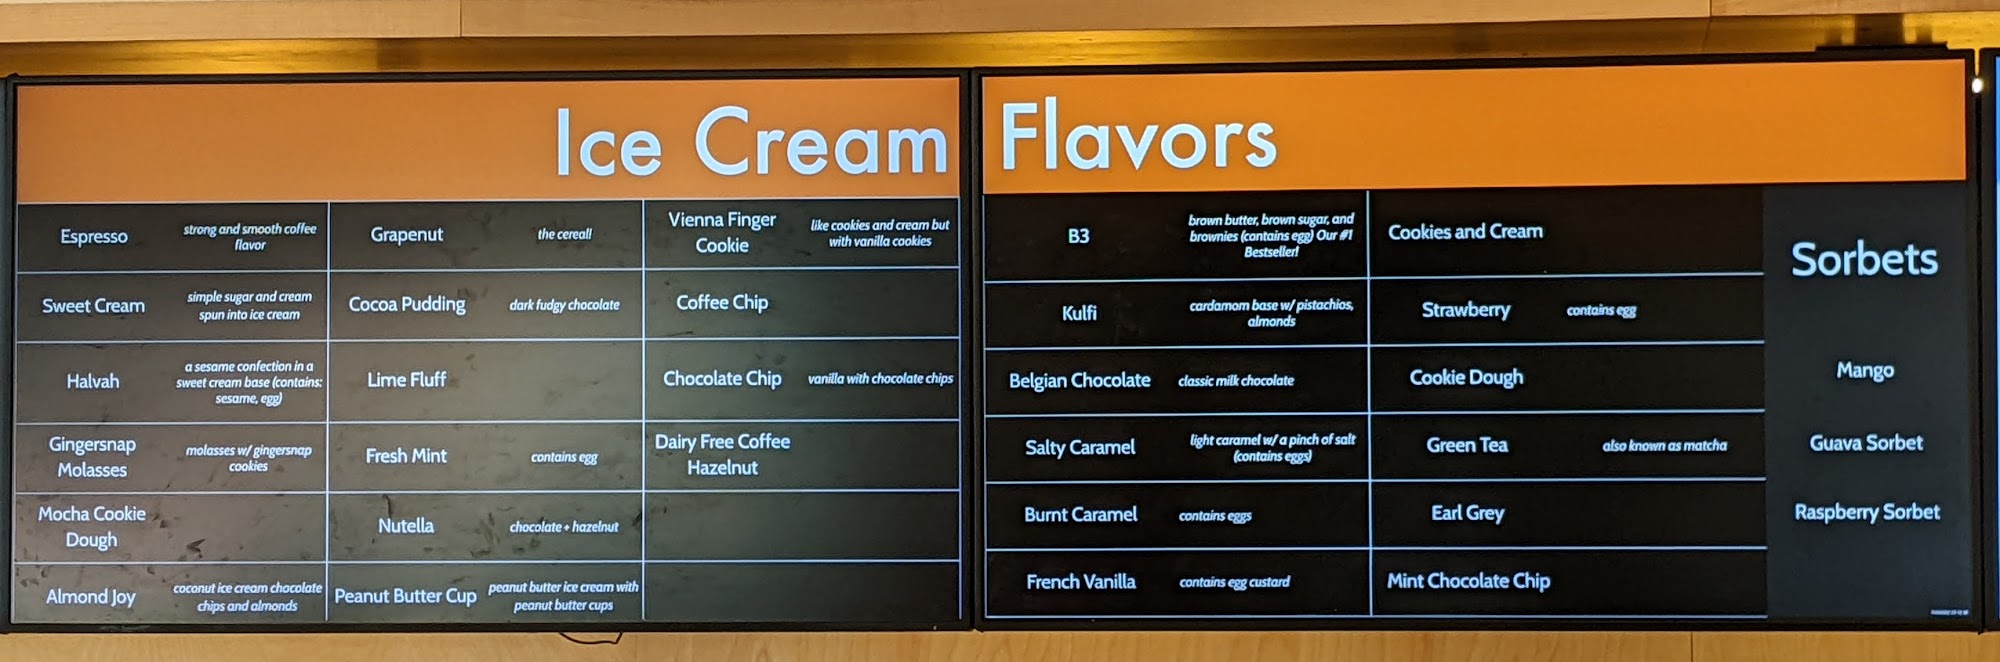 Ice Cream Flavors
Espresso
strong and smooth coffee
flavor
Sweet Cream
simple sugar and cream
spun into ice cream
Halvah
a sesame confection in a
sweet cream base (contains:
sesame, egg)
Gingersnap
Molasses
molasses w/ gingersnap
cookies
Mocha Cookie
Dough
Almond Joy
coconut ice cream chocolate
chips and almonds
Grapenut
the cereal!
Cocoa Pudding
dark fudgy chocolate
Lime Fluff
Fresh Mint
contains egg
Nutella
chocolate + hazelnut
Peanut Butter Cup
peanut butter ice cream with
peanut butter cups
Vienna Finger
Cookie
like cookies and cream but
with vanilla cookies
Coffee Chip
Chocolate Chip
vanilla with chocolate chips
Dairy Free Coffee
Hazelnut
B3
brown butter, brown sugar, and
brownies (contains egg) Our #1
Bestseller!
Kulfi
cardamom base w/ pistachios,
almonds
Belgian Chocolate
classic milk chocolate
Salty Caramel
light caramel w/ a pinch of salt
(contains eggs)
Burnt Caramel
contains eggs
French Vanilla
contains egg custard
Cookies and Cream
Strawberry
contains egg
Cookie Dough
Green Tea
also known as matcha
Earl Grey
Mint Chocolate Chip
Sorbets
Mango
Guava Sorbet
Raspberry Sorbet